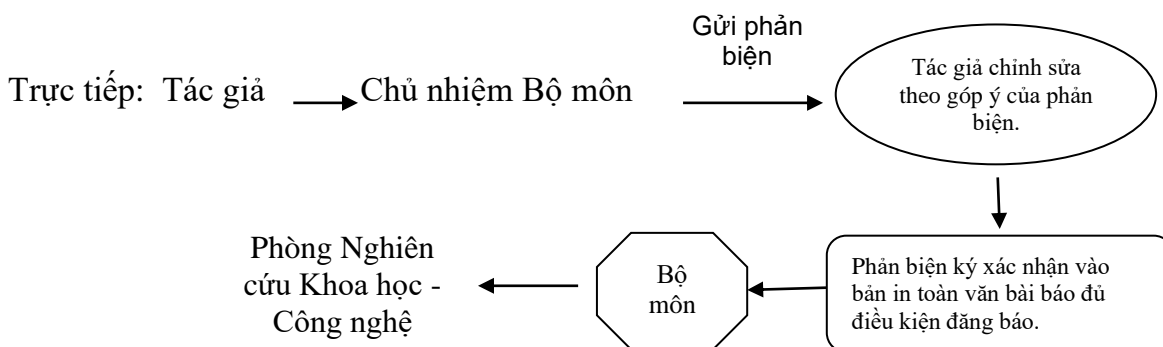 Gửi phản
biện
Trực tiếp: Tác giả
Chủ nhiệm Bộ môn
Tác giả chỉnh sửa
theo góp ý của phản
biện.
Phản biện ký xác nhận vào
bản in toàn văn bài báo đủ
điều kiện đăng báo.
Bộ
môn
Phòng Nghiên
cứu Khoa học -
Công nghệ